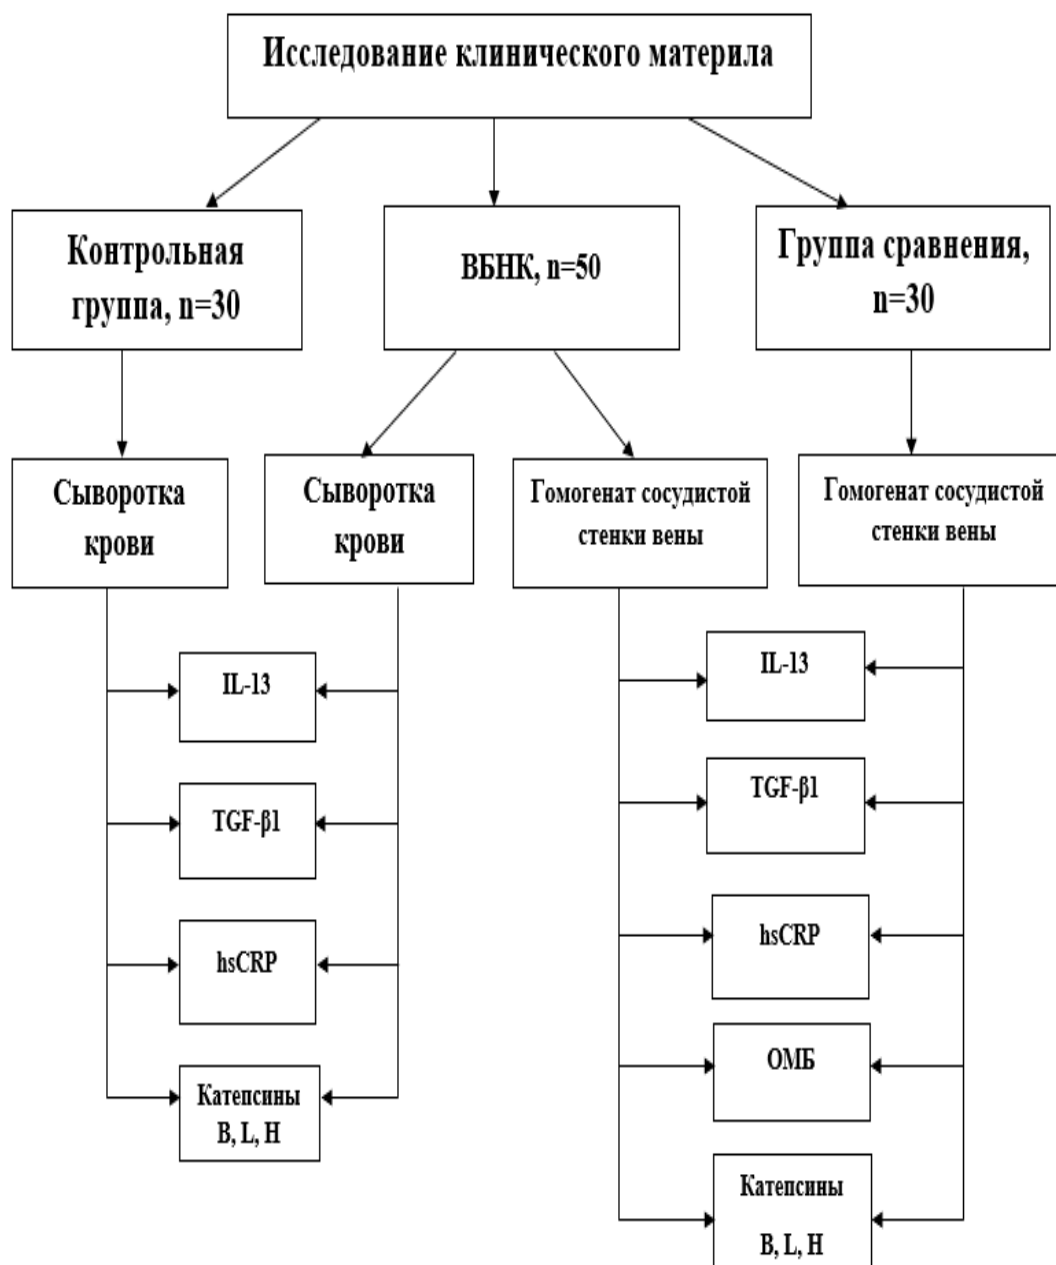 Исследование клинического материла
Контрольная
группа, n=30
ВБНК, n=50
Группа сравнения,
n=30
Сыворотка
крови
Сыворотка
крови
Гомогенат сосудистой
стенки вены
Гомогенат сосудистой
стенки вены
IL-13
TGF-β1
hsCRP
Катепсины
B, L, H
IL-13
TGF-β1
hsCRP
ОМБ
Катепсины
B, L, H